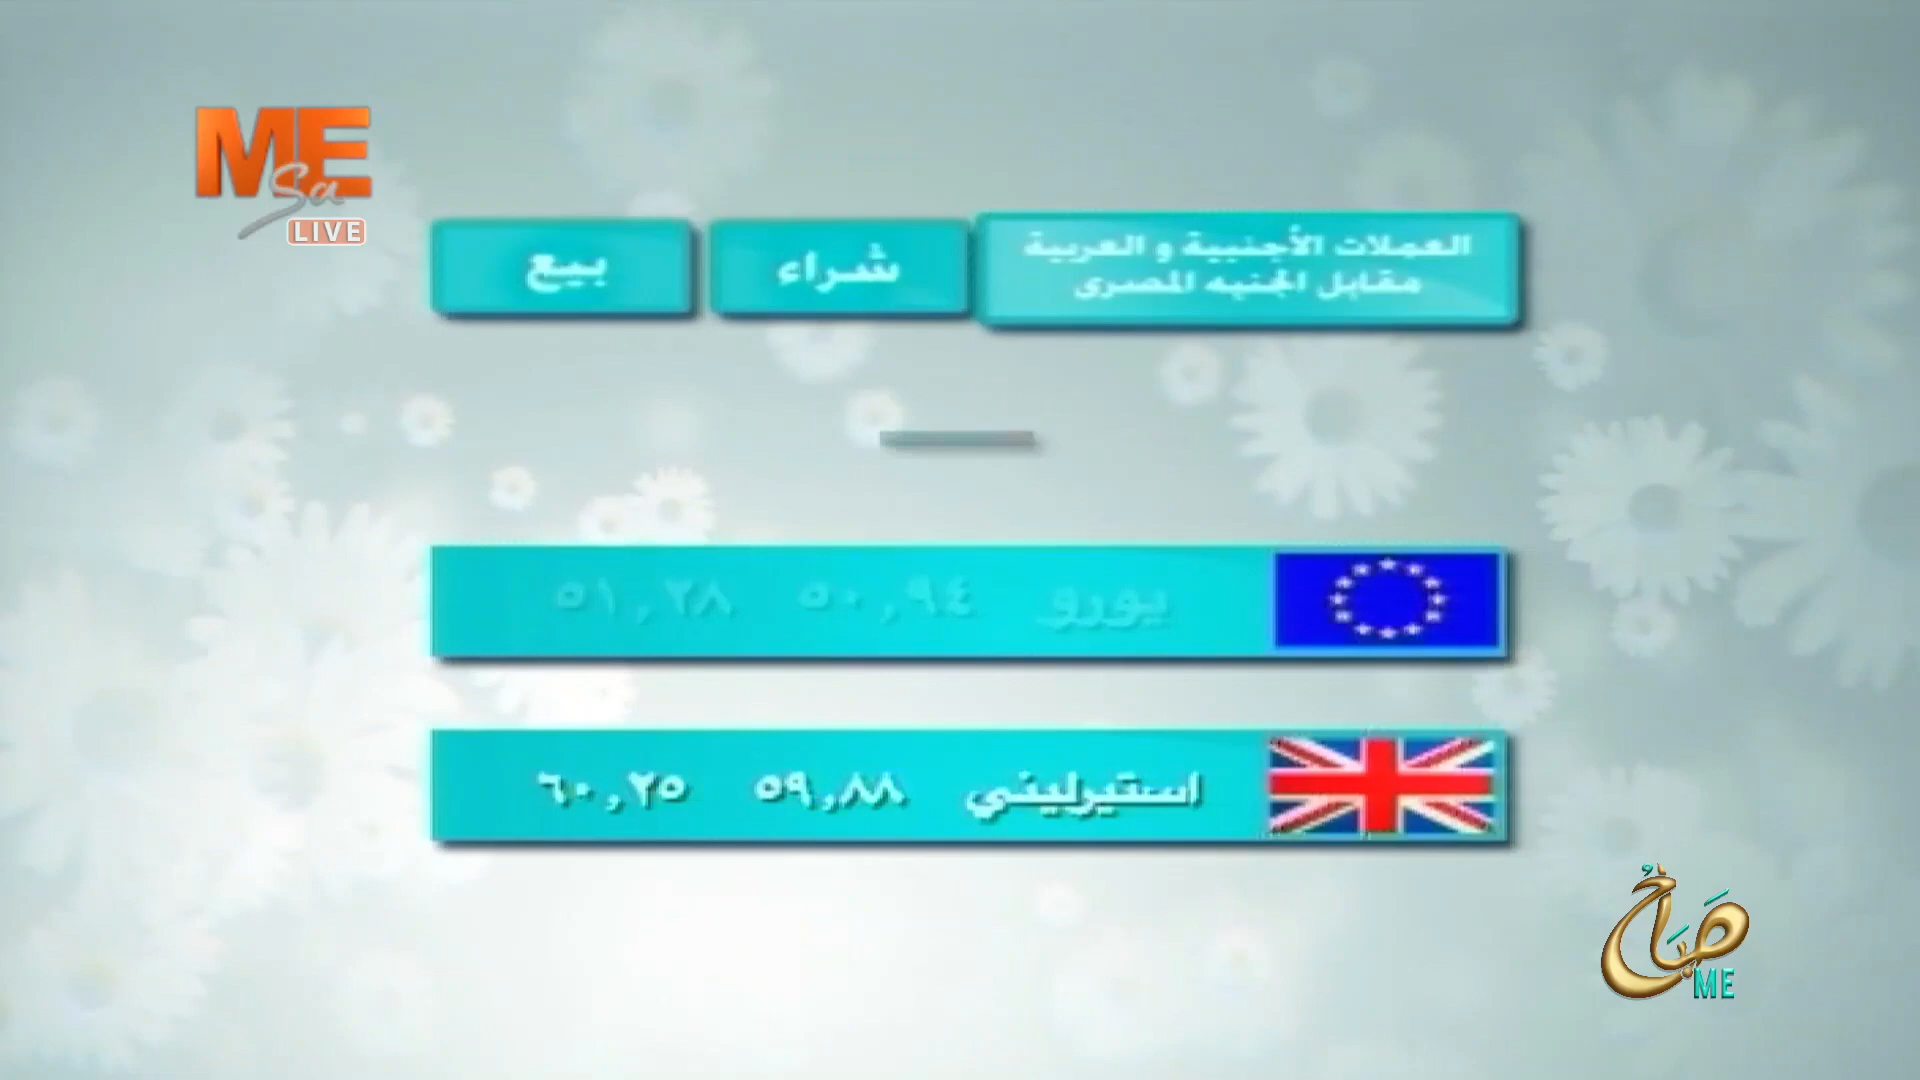 ME
Sa
LIVE
العملات الأجنبية و العربية
مقابل الجنيه المصرى
شراء
بيع
يورو ٥٠,٩٤ ٥١,٢٨
استيرليني ٥٩,٨٨ ٦٠,٢٥
صَبَاحُ
ME